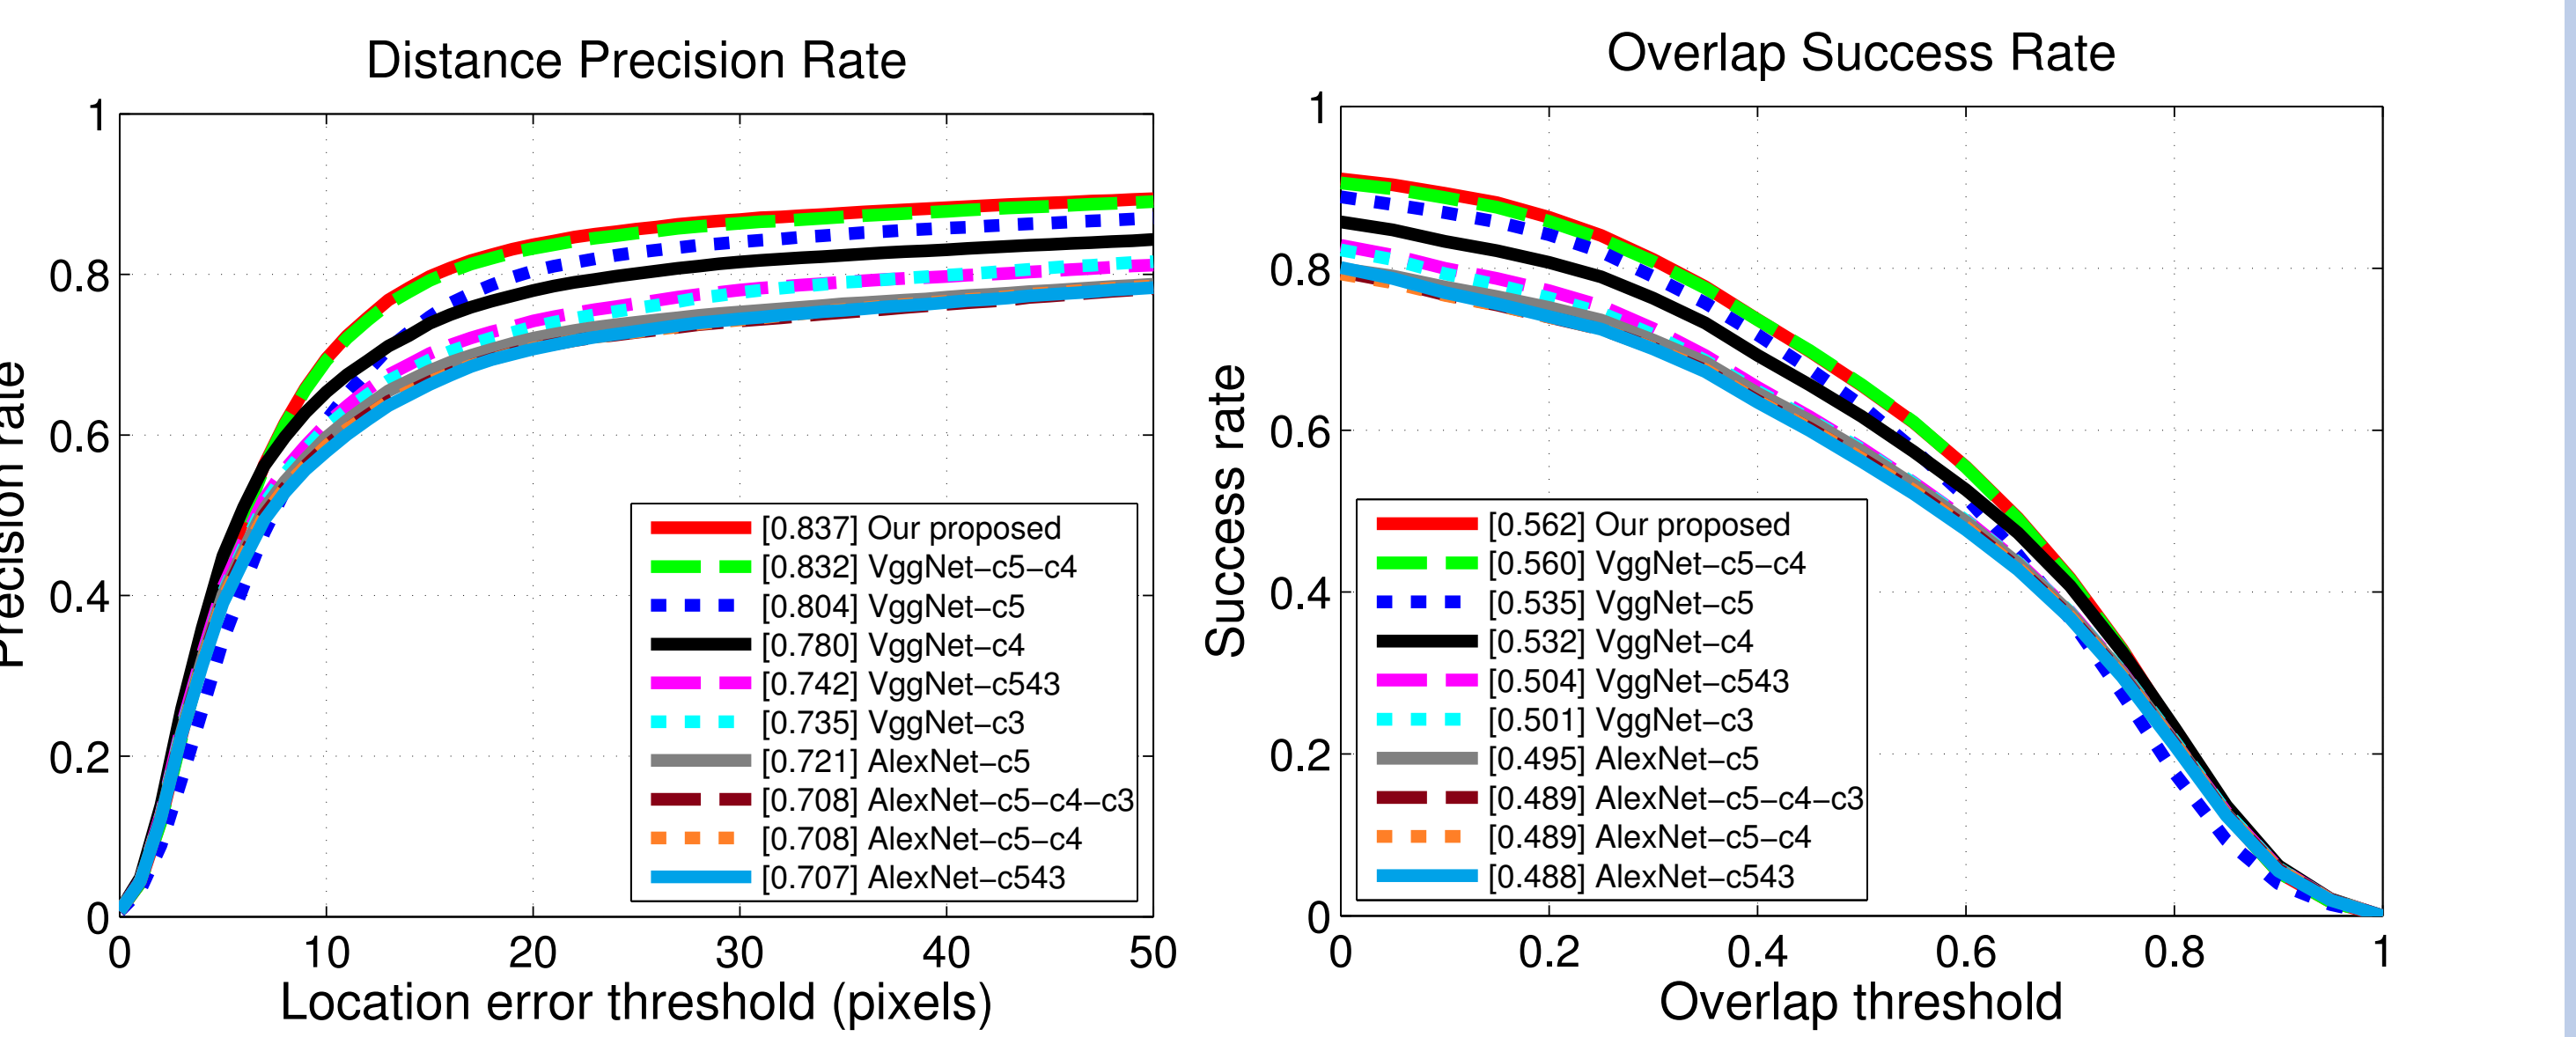 Distance Precision Rate
Precision rate
1
0.8
0.6
0.4
0.2
0
0 10 20 30 40 50
Location error threshold (pixels)
[0.837] Our proposed
[0.832] VggNet−c5−c4
[0.804] VggNet−c5
[0.780] VggNet−c4
[0.742] VggNet−c543
[0.735] VggNet−c3
[0.721] AlexNet−c5
[0.708] AlexNet−c5−c4−c3
[0.708] AlexNet−c5−c4
[0.707] AlexNet−c543
Overlap Success Rate
Success rate
1
0.8
0.6
0.4
0.2
0
0 0.2 0.4 0.6 0.8 1
Overlap threshold
[0.562] Our proposed
[0.560] VggNet−c5−c4
[0.535] VggNet−c5
[0.532] VggNet−c4
[0.504] VggNet−c543
[0.501] VggNet−c3
[0.495] AlexNet−c5
[0.489] AlexNet−c5−c4−c3
[0.489] AlexNet−c5−c4
[0.488] AlexNet−c543